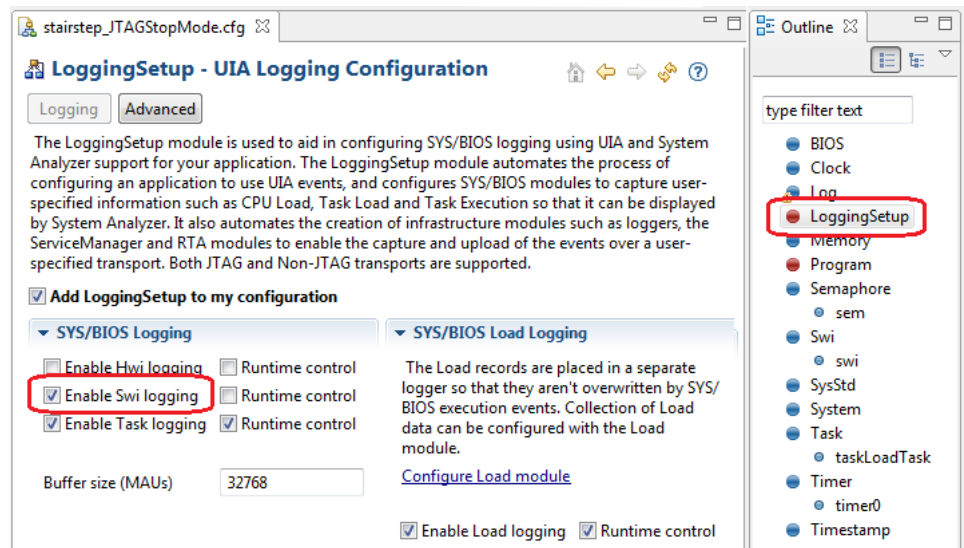 stairstep_JTAGStopMode.cfg
LoggingSetup - UIA Logging Configuration
Logging
Advanced
The LoggingSetup module is used to aid in configuring SYS/BIOS logging using UIA and System
Analyzer support for your application. The LoggingSetup module automates the process of
configuring an application to use UIA events, and configures SYS/BIOS modules to capture user-
specified information such as CPU Load, Task Load and Task Execution so that it can be displayed
by System Analyzer. It also automates the creation of infrastructure modules such as loggers, the
ServiceManager and RTA modules to enable the capture and upload of the events over a user-
specified transport. Both JTAG and Non-JTAG transports are supported.
Add LoggingSetup to my configuration
SYS/BIOS Logging
Enable Hwi logging Runtime control
Enable Swi logging Runtime control
Enable Task logging Runtime control
Buffer size (MAUs) 32768
SYS/BIOS Load Logging
The Load records are placed in a separate
logger so that they aren't overwritten by SYS/
BIOS execution events. Collection of Load
data can be configured with the Load
module.
Configure Load module
Enable Load logging Runtime control
Outline
type filter text
BIOS
Clock
Log
LoggingSetup
Memory
Program
Semaphore
sem
Swi
swi
SysStd
System
Task
taskLoadTask
Timer
timer0
Timestamp